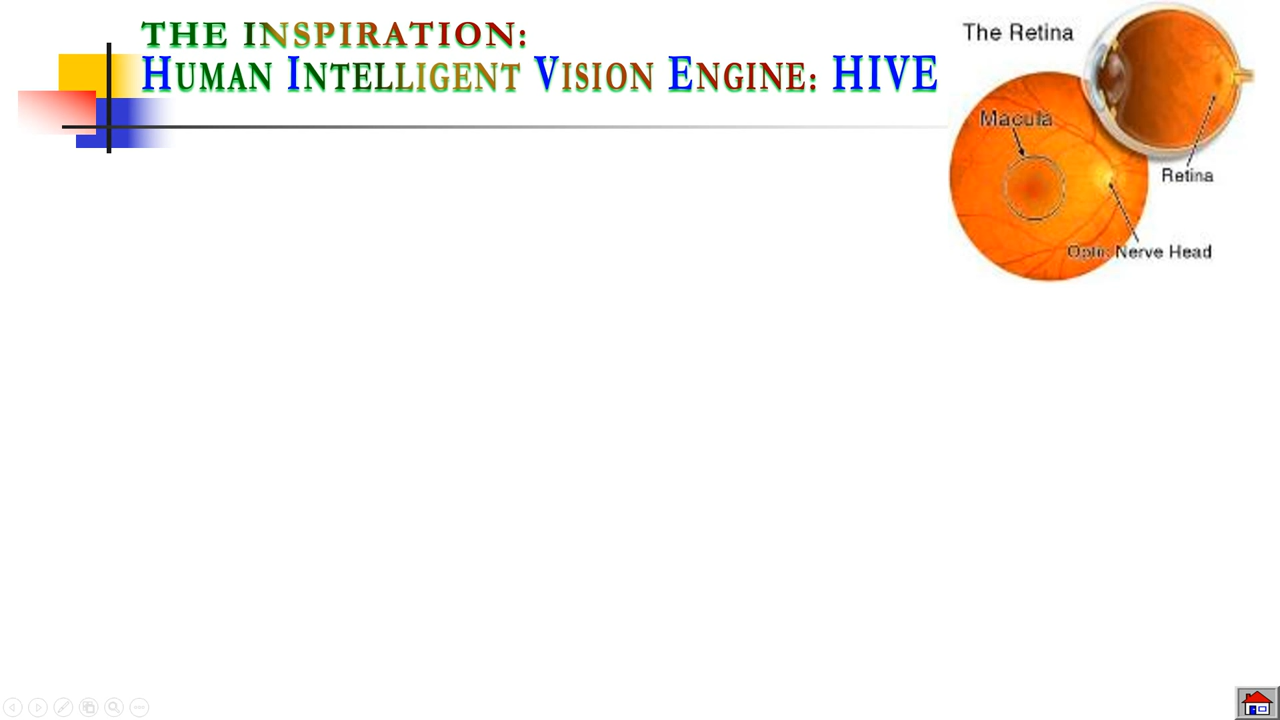 THE INSPIRATION:
HUMAN INTELLIGENT VISION ENGINE: HIVE
The Retina
Macula
Retina
Optic Nerve Head